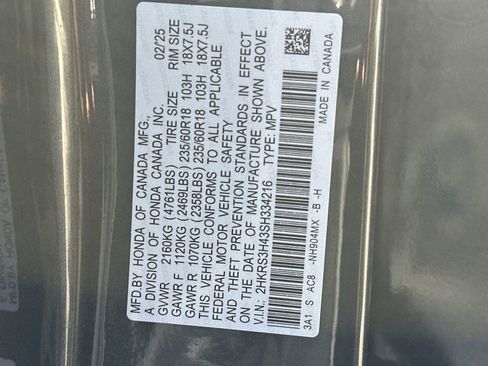 MFD.BY HONDA OF CANADA MFG., 02/25
A DIVISION OF HONDA CANADA INC.
TIRE SIZE RIM SIZE
GVWR 2160KG (4761LBS)
GAWR F 1120KG (2469LBS) 235/60R18 103H 18X7.5J
GAWR R 1070KG (2358LBS) 235/60R18 103H 18X7.5J
THIS VEHICLE CONFORMS TO ALL APPLICABLE
FEDERAL MOTOR VEHICLE SAFETY
AND THEFT PREVENTION STANDARDS IN EFFECT
ON THE DATE OF MANUFACTURE SHOWN ABOVE.
V.I.N.: 2HKRS3H43SH334216 TYPE: MPV
3A1 S AC8 -NH904MX -B -H
MADE IN CANADA